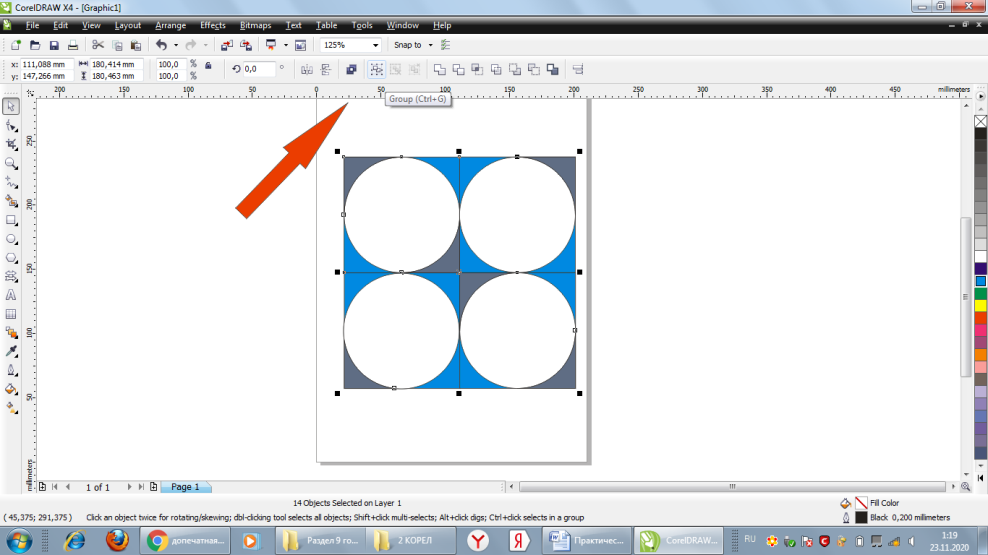 CorelDRAW X4 - [Graphic1]
File Edit View Layout Arrange Effects Bitmaps Text Table Tools Window Help
125% Snap to
x: 111,088 mm 180,414 mm 100,0 % 0,0 °
y: 147,266 mm 180,463 mm 100,0 %
Group (Ctrl+G)
200 150 100 50 0 50 100 150 200 250 300 350 400 450 millimeters
250
200
150
100
50
millimeters
1 of 1 Page 1
14 Objects Selected on Layer 1
Fill Color
( 45,375; 291,375 ) Click an object twice for rotating/skewing; dbl-clicking tool selects all objects; Shift+click multi-selects; Alt+click digs; Ctrl+click selects in a group
Black 0,200 millimeters
допечатная... Раздел 9 го... 2 КОРЕЛ Практичес... CorelDRAW... RU 1:19
23.11.2020